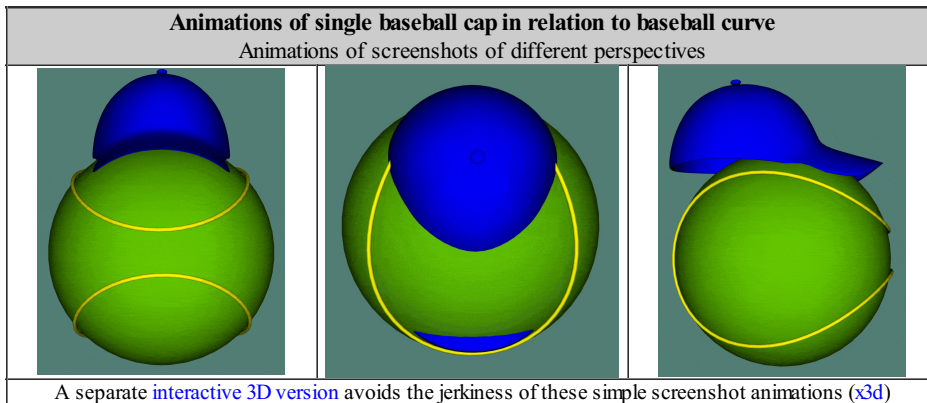 Animations of single baseball cap in relation to baseball curve
Animations of screenshots of different perspectives
A separate interactive 3D version avoids the jerkiness of these simple screenshot animations (x3d)